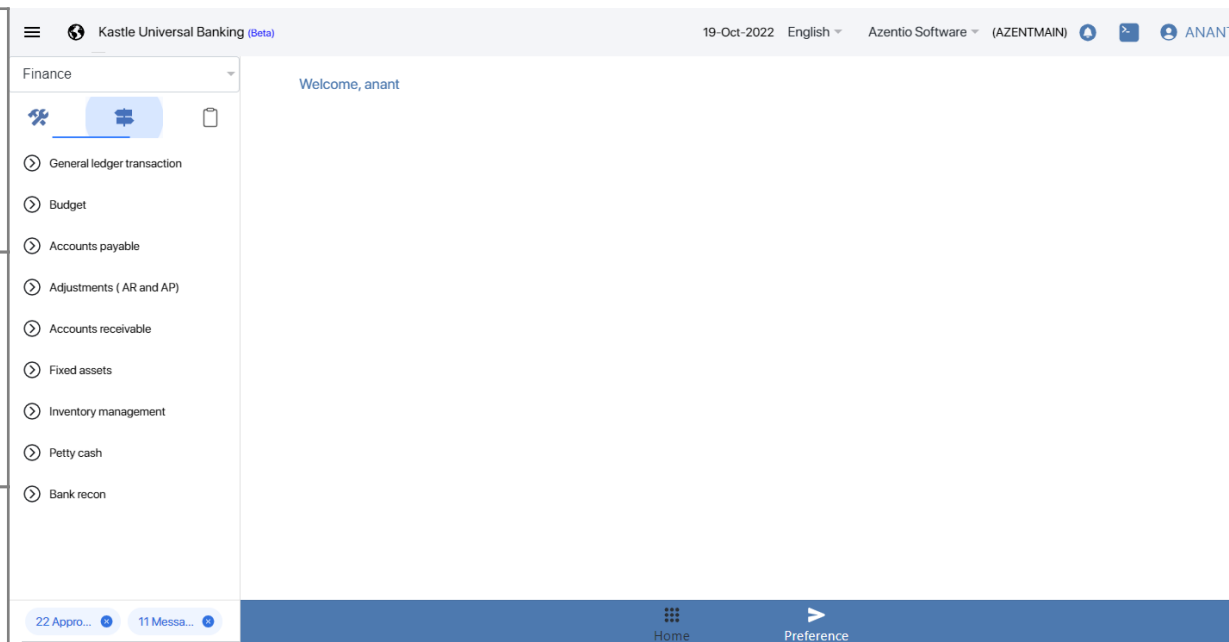 Kastle Universal Banking (Beta)
19-Oct-2022 English Azentio Software (AZENTMAIN) ANANT
Finance
Welcome, anant
General ledger transaction
Budget
Accounts payable
Adjustments ( AR and AP)
Accounts receivable
Fixed assets
Inventory management
Petty cash
Bank recon
22 Appro... 11 Messa...
Home Preference